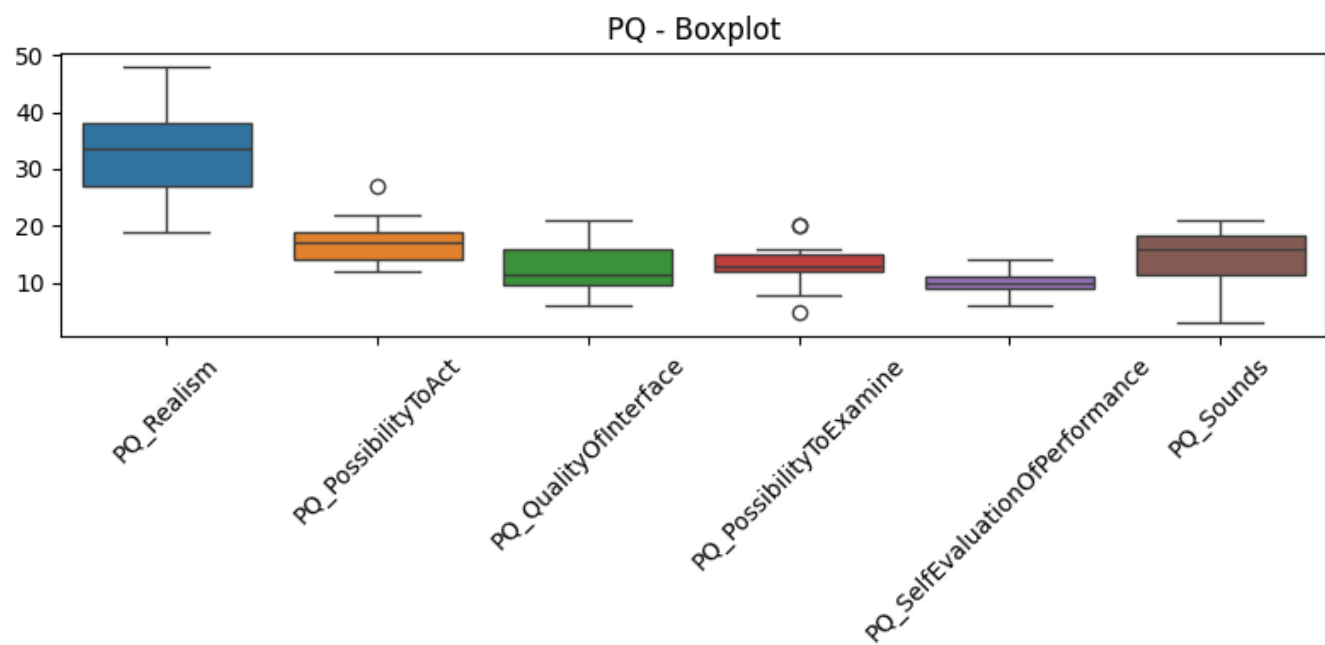 PQ - Boxplot
50
40
30
20
10
PQ_Realism
PQ_PossibilityToAct
PQ_QualityOfInterface
PQ_PossibilityToExamine
PQ_SelfEvaluationOfPerformance
PQ_Sounds